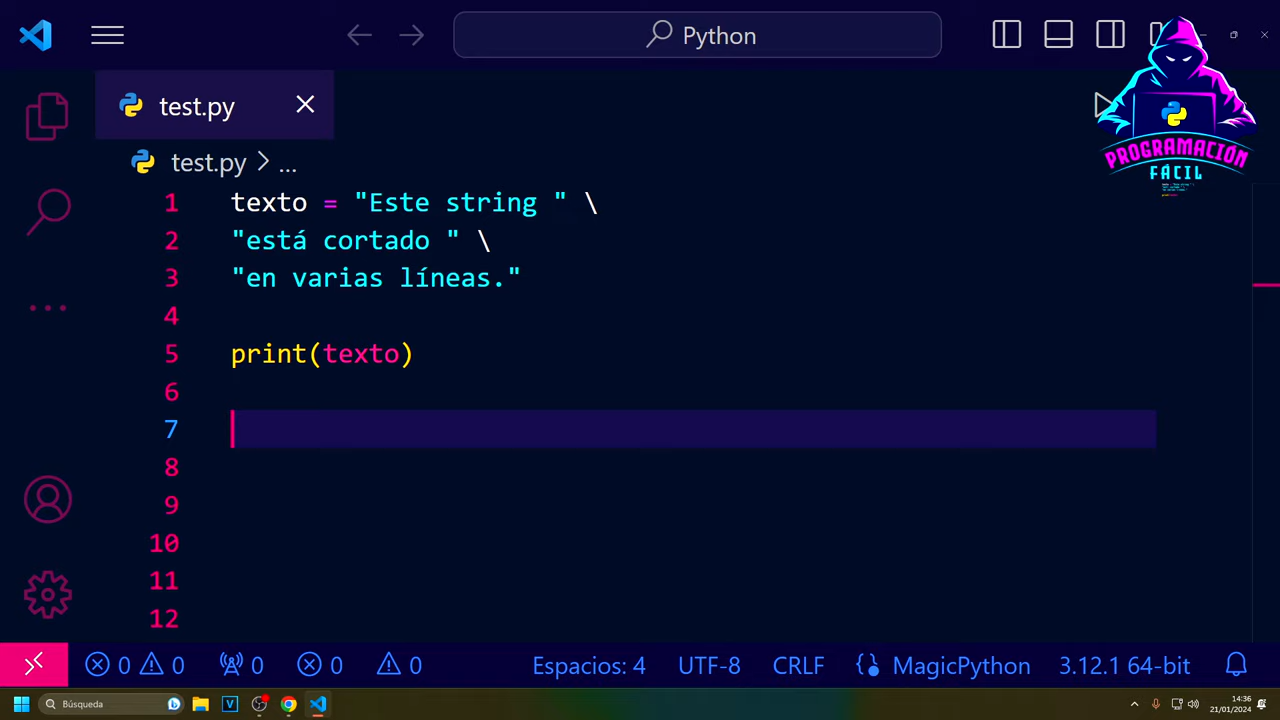 Python
test.py
PROGRAMACIÓN
FÁCIL
test.py > ...
1 texto = "Este string " \
2 "está cortado " \
3 "en varias líneas."
4
5 print(texto)
6
7
8
9
10
11
12
0 0 0 0 0 Espacios: 4 UTF-8 CRLF MagicPython 3.12.1 64-bit
Búsqueda
14:36
21/01/2024